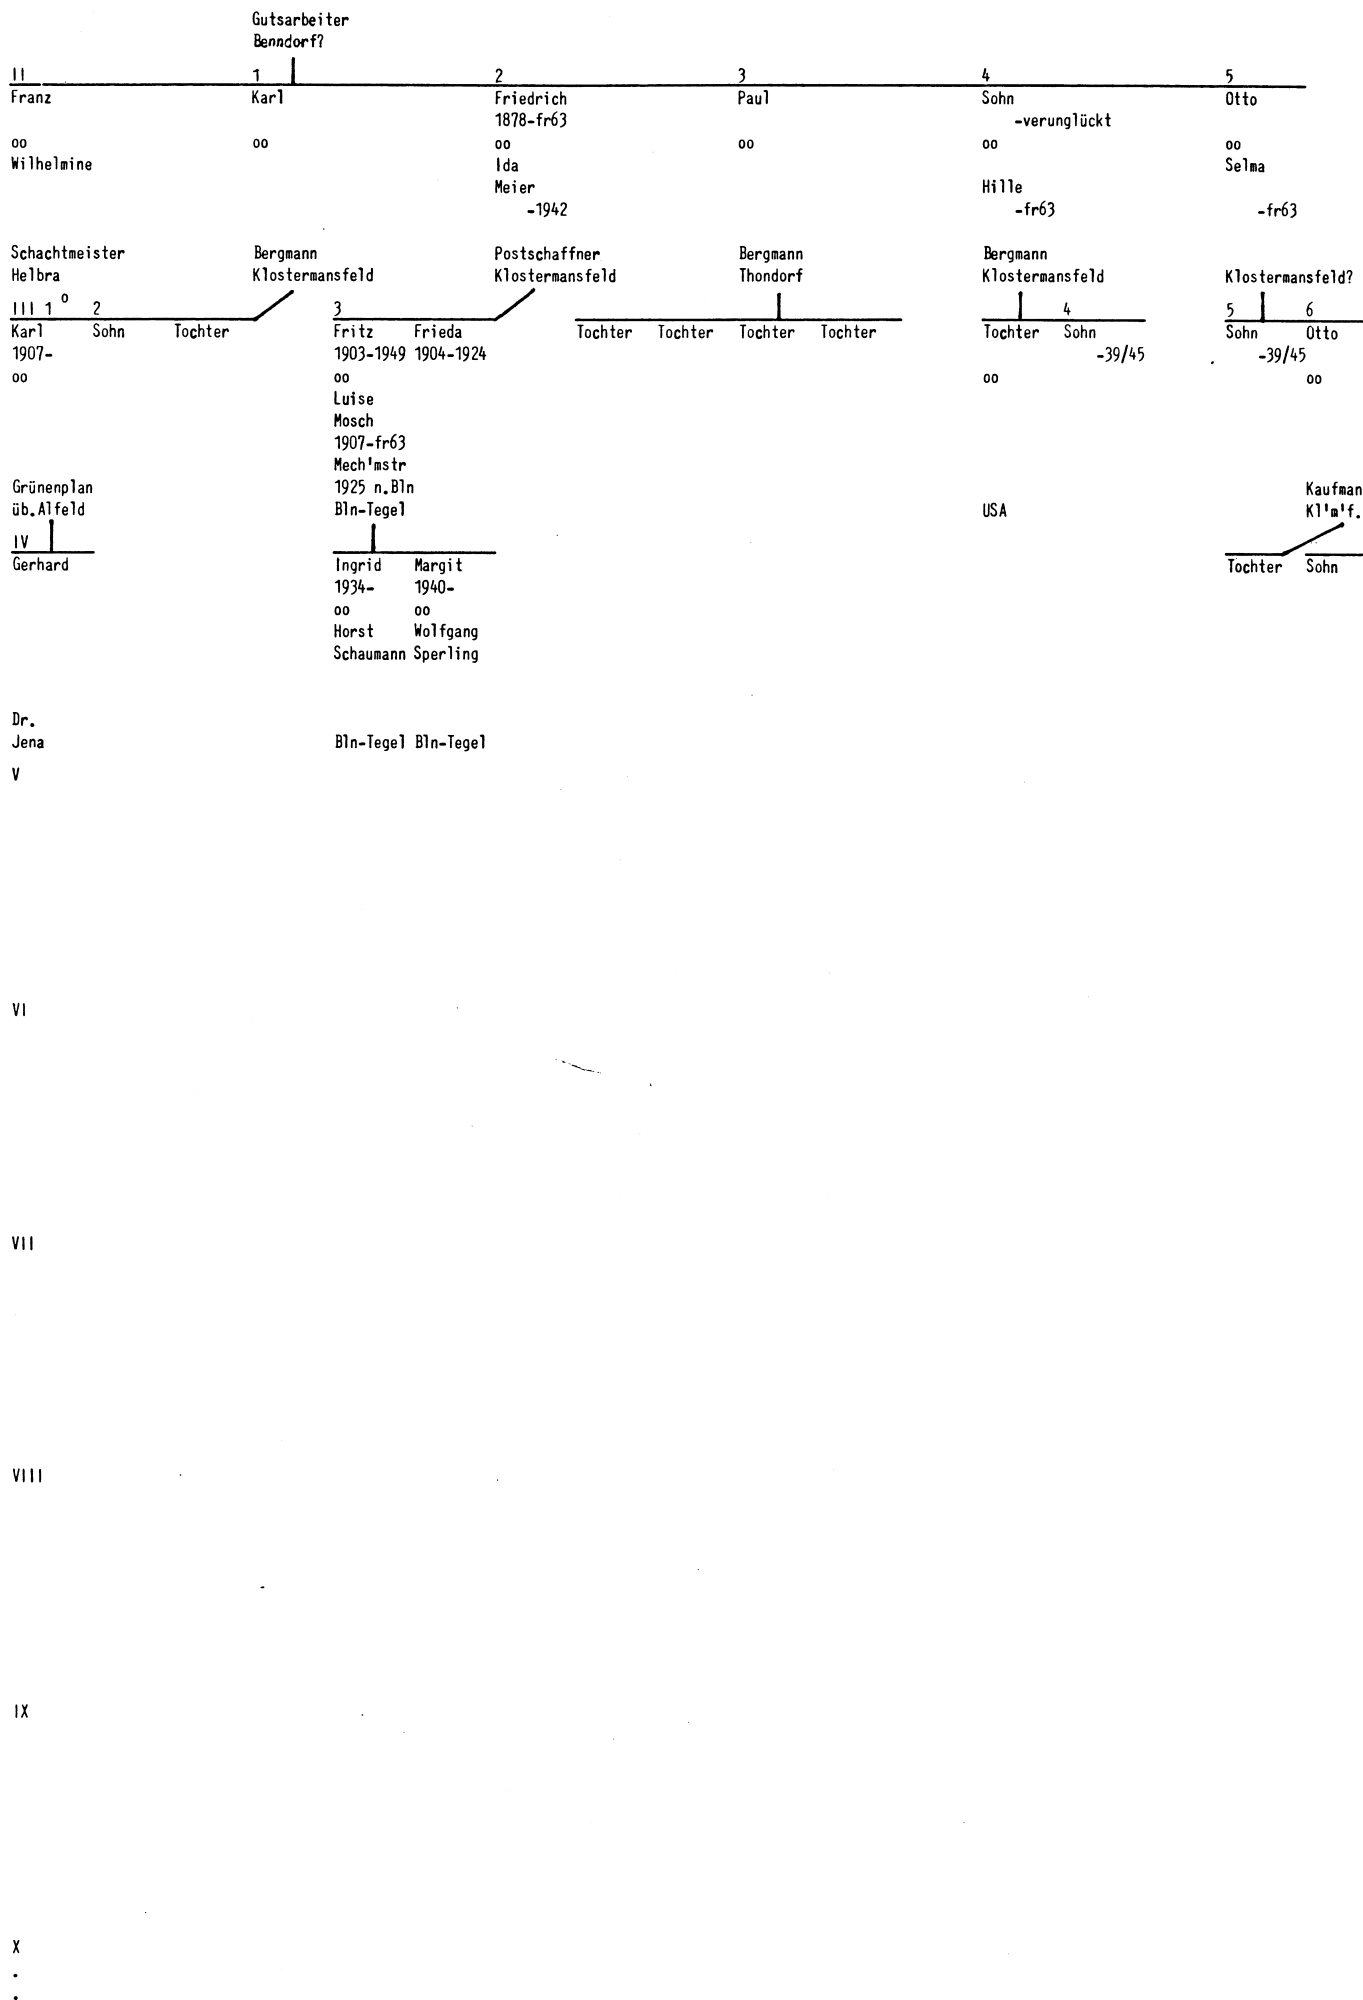 Gutsarbeiter
Benndorf?
II 1 2 3 4 5
Franz Karl Friedrich Paul Sohn Otto
1878-fr63 -verunglückt
oo oo oo oo oo oo
Wilhelmine Ida Selma
Meier Hille
-1942 -fr63 -fr63
Schachtmeister Bergmann Postschaffner Bergmann Bergmann
Helbra Klostermansfeld Klostermansfeld Thondorf Klostermansfeld Klostermansfeld?
III 1 o 2 3 4 5 6
Karl Sohn Tochter Fritz Frieda Tochter Tochter Tochter Tochter Tochter Sohn Sohn Otto
1907- 1903-1949 1904-1924 -39/45 -39/45
oo oo oo oo
Luise
Mosch
1907-fr63
Mech'mstr
Grünenplan 1925 n.Bln Kaufman
üb.Alfeld Bln-Tegel USA Kl'm'f.
IV
Gerhard Ingrid Margit Tochter Sohn
1934- 1940-
oo oo
Horst Wolfgang
Schaumann Sperling
Dr.
Jena Bln-Tegel Bln-Tegel
V
VI
VII
VIII
IX
X
.
.